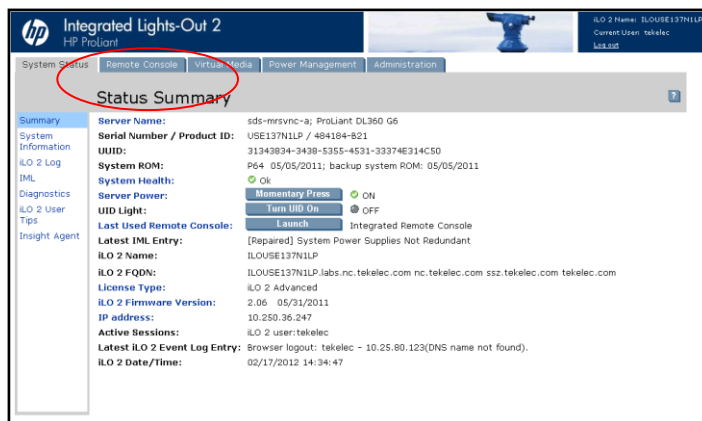 hp
Integrated Lights-Out 2
HP ProLiant
iLO 2 Name: ILOUSE137N1LP
Current User: tekelec
Log out
System Status Remote Console Virtual Media Power Management Administration
Status Summary
?
Summary
System Information
iLO 2 Log
IML
Diagnostics
iLO 2 User Tips
Insight Agent
Server Name: sds-mrsvnc-a; ProLiant DL360 G6
Serial Number / Product ID: USE137N1LP / 484184-B21
UUID: 31343834-3438-5355-4531-33374E314C50
System ROM: P64 05/05/2011; backup system ROM: 05/05/2011
System Health: Ok
Server Power: Momentary Press ON
UID Light: Turn UID On OFF
Last Used Remote Console: Launch Integrated Remote Console
Latest IML Entry: [Repaired] System Power Supplies Not Redundant
iLO 2 Name: ILOUSE137N1LP
iLO 2 FQDN: ILOUSE137N1LP.labs.nc.tekelec.com nc.tekelec.com ssz.tekelec.com tekelec.com
License Type: iLO 2 Advanced
iLO 2 Firmware Version: 2.06 05/31/2011
IP address: 10.250.36.247
Active Sessions: iLO 2 user:tekelec
Latest iLO 2 Event Log Entry: Browser logout: tekelec - 10.25.80.123(DNS name not found).
iLO 2 Date/Time: 02/17/2012 14:34:47